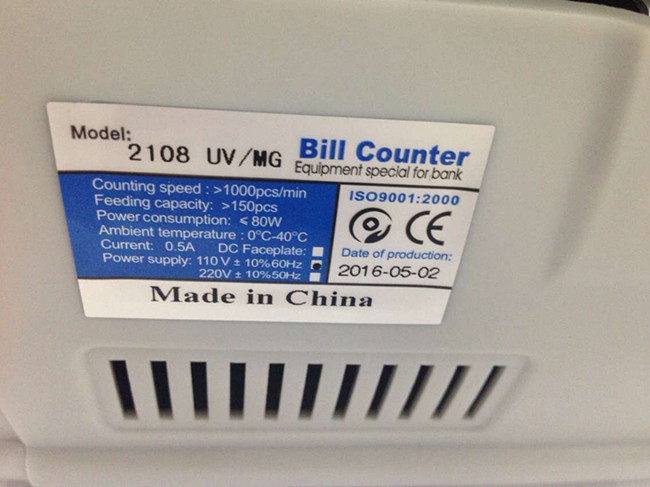 Model:
2108 UV/MG
Bill Counter
Equipment special for bank
Counting speed : >1000pcs/min
Feeding capacity: >150pcs
Power consumption: ≤ 80W
Ambient temperature : 0°C-40°C
Current: 0.5A DC Faceplate:
Power supply: 110V ± 10%60Hz
220V ± 10%50Hz
ISO9001:2000
CE
Date of production:
2016-05-02
Made in China